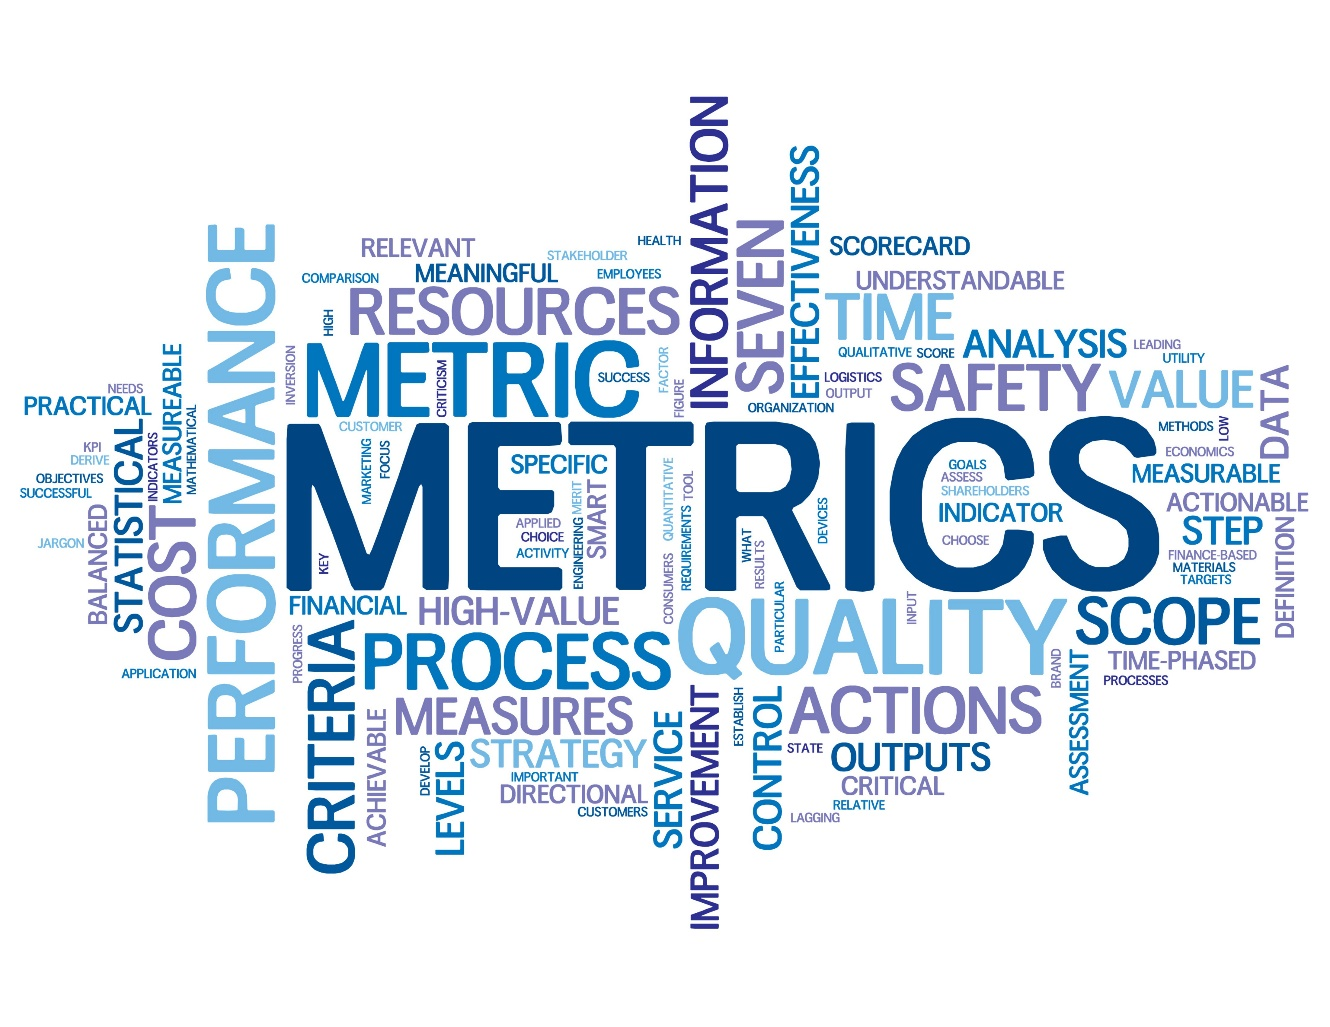 INFORMATION
EFFECTIVENESS
SEVEN
RELEVANT
STAKEHOLDER
HEALTH
SCORECARD
COMPARISON
MEANINGFUL
EMPLOYEES
UNDERSTANDABLE
HIGH
RESOURCES
TIME
PERFORMANCE
INVERSION
METRIC
CRITICISM
SUCCESS
FACTOR
FIGURE
QUALITATIVE
SCORE
ANALYSIS
LEADING
UTILITY
LOGISTICS
OUTPUT
ORGANIZATION
SAFETY
VALUE
DATA
NEEDS
PRACTICAL
MEASUREABLE
MATHEMATICAL
INDICATORS
STATISTICAL
KPI
DERIVE
OBJECTIVES
SUCCESSFUL
JARGON
BALANCED
COST
APPLICATION
CUSTOMER
MARKETING
FOCUS
KEY
METRICS
SPECIFIC
MERIT
SMART
ENGINEERING
APPLIED
CHOICE
ACTIVITY
QUANTITATIVE
TOOL
REQUIREMENTS
CONSUMERS
WHAT
RESULTS
DEVICES
GOALS
ASSESS
SHAREHOLDERS
INDICATOR
CHOOSE
METHODS
LOW
ECONOMICS
MEASURABLE
ACTIONABLE
STEP
FINANCE-BASED
MATERIALS
TARGETS
DEFINITION
FINANCIAL
HIGH-VALUE
PARTICULAR
INPUT
QUALITY
SCOPE
PROGRESS
CRITERIA
PROCESS
BRAND
TIME-PHASED
PROCESSES
ASSESSMENT
ACHIEVABLE
MEASURES
ESTABLISH
CONTROL
ACTIONS
DEVELOP
LEVELS
STRATEGY
SERVICE
IMPROVEMENT
STATE
OUTPUTS
IMPORTANT
DIRECTIONAL
CUSTOMERS
CRITICAL
RELATIVE
LAGGING